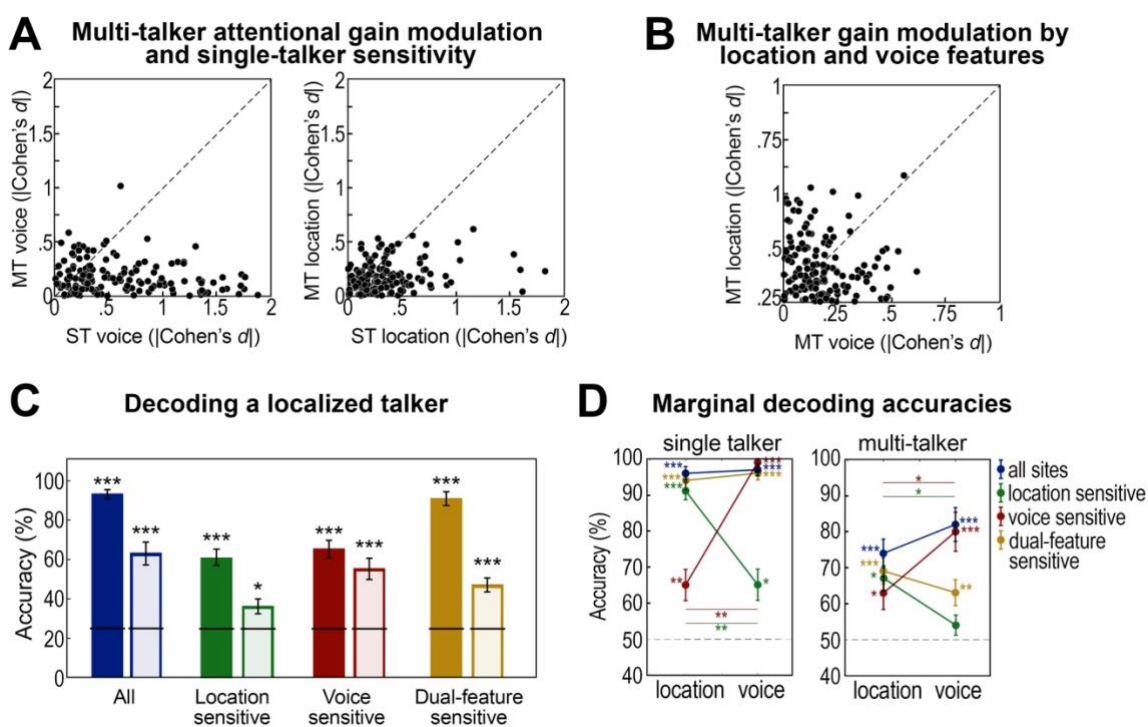 A
Multi-talker attentional gain modulation
and single-talker sensitivity
2
1.5
1
.5
0
MT voice (|Cohen's d|)
0 .5 1 1.5 2
ST voice (|Cohen's d|)
2
1.5
1
.5
0
MT location (|Cohen's d|)
0 .5 1 1.5 2
ST location (|Cohen's d|)
B
Multi-talker gain modulation by
location and voice features
1
.75
1
.5
.25
MT location (|Cohen's d|)
0 .25 .5 .75 1
MT voice (|Cohen's d|)
C
Decoding a localized talker
Accuracy (%)
100
80
60
40
20
0
*** *** *** * *** *** *** ***
All
Location
sensitive
Voice
sensitive
Dual-feature
sensitive
D
Marginal decoding accuracies
single talker
Accuracy (%)
100
90
80
70
60
50
40
***
***
***
**
***
***
***
*
**
**
location voice
multi-talker
100
90
80
70
60
50
40
*
*
***
***
*
*
***
***
**
location voice
all sites
location sensitive
voice sensitive
dual-feature
sensitive